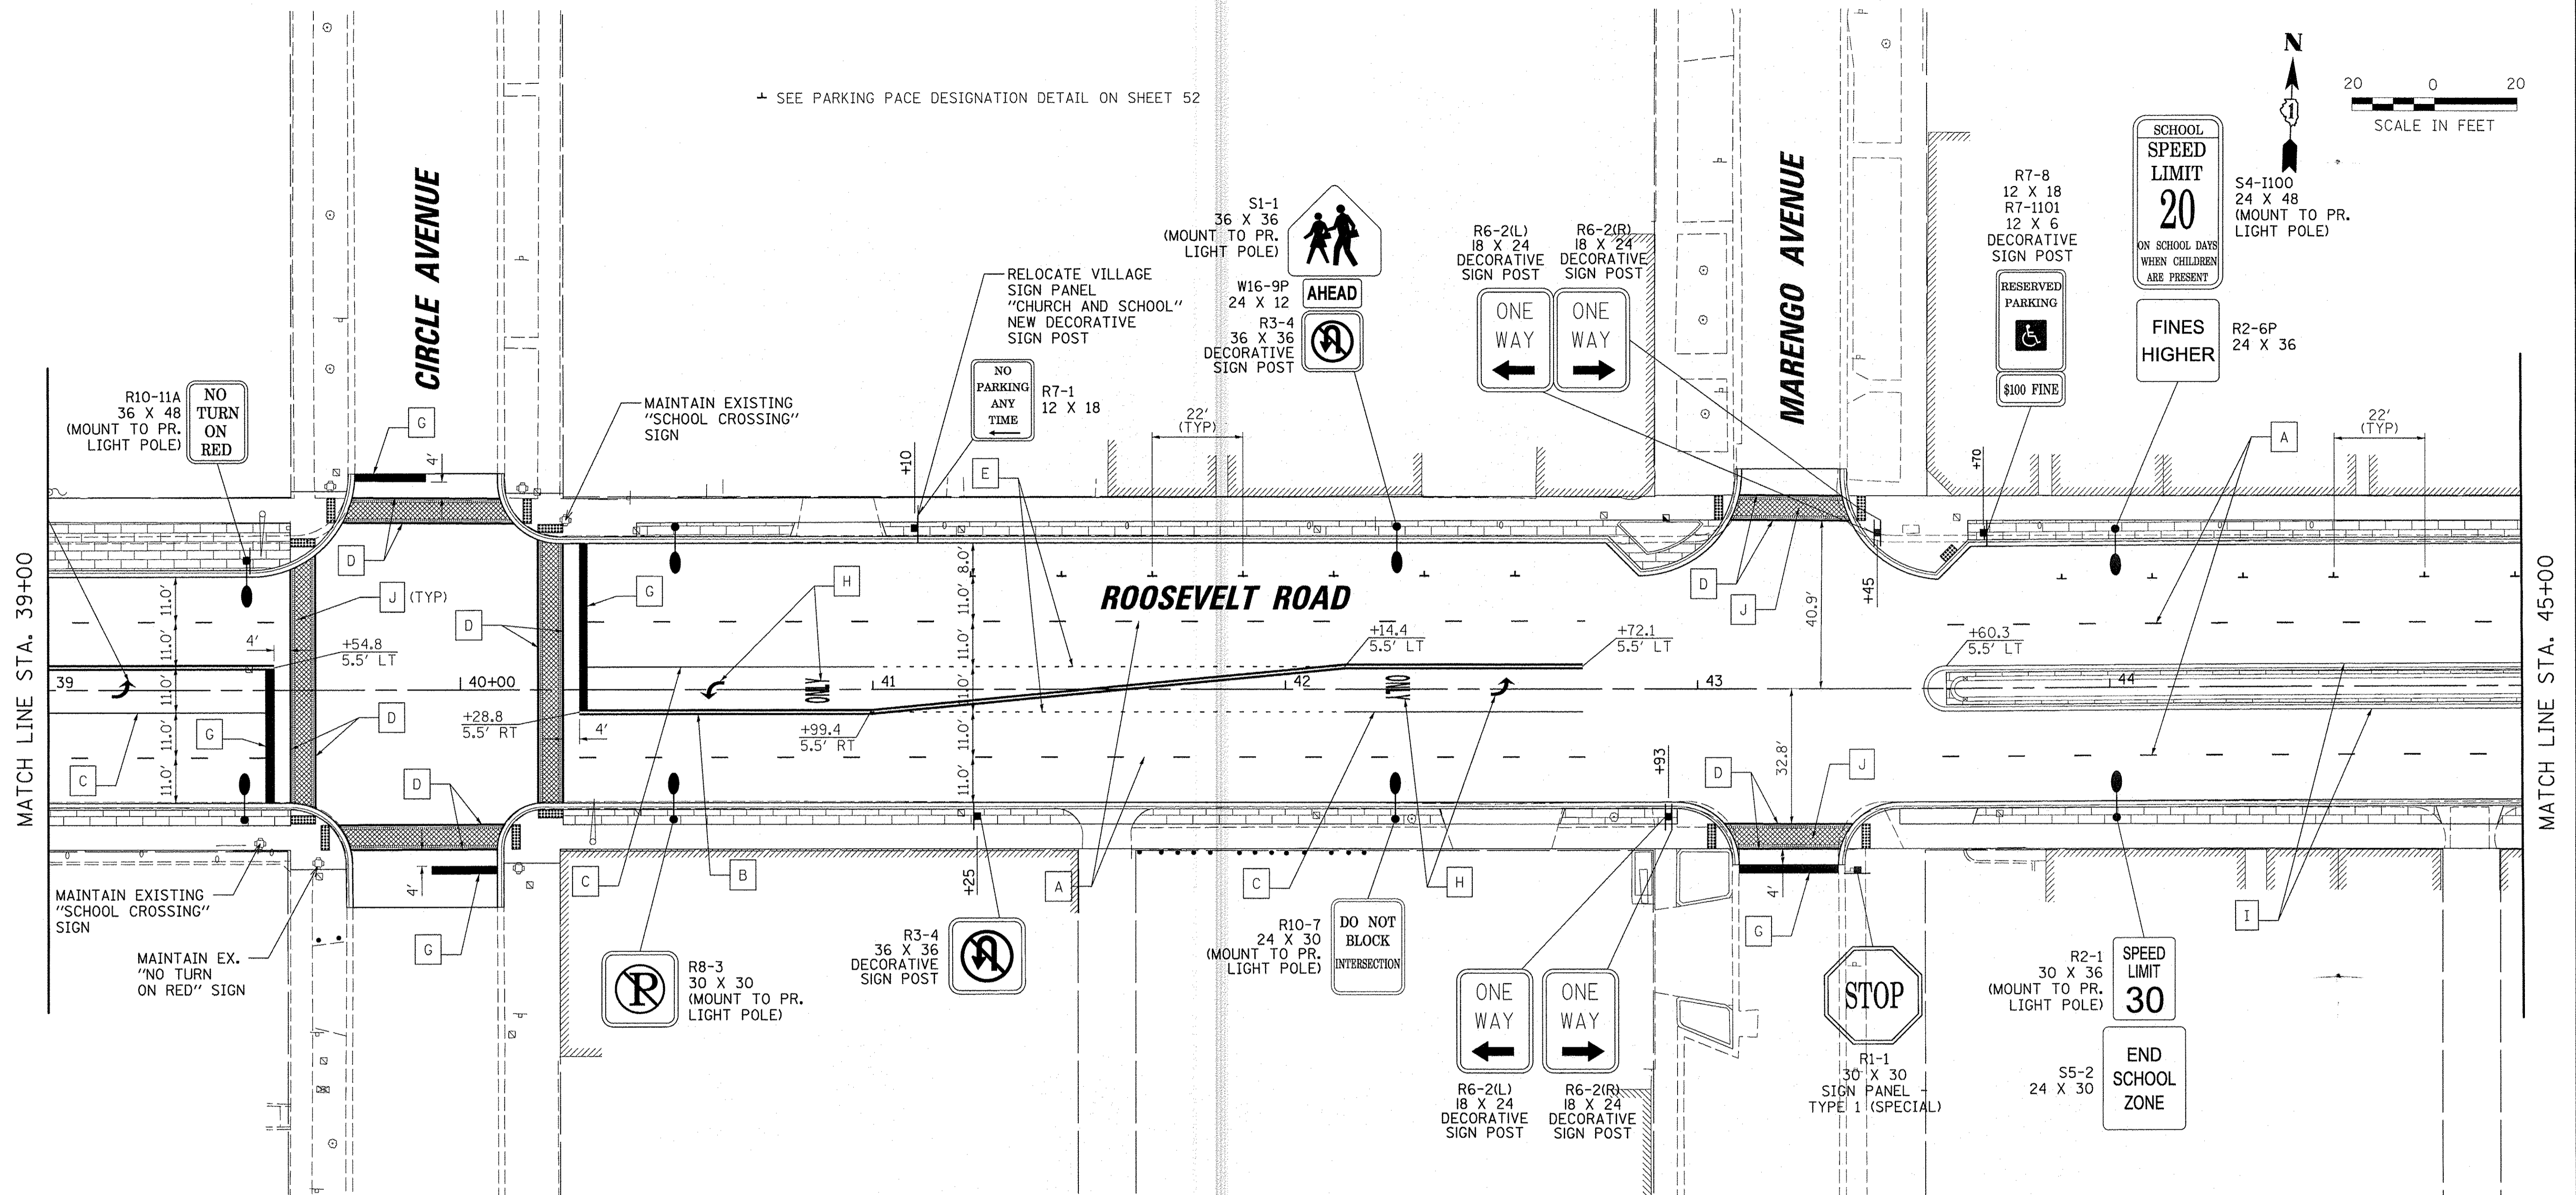 ⊥ SEE PARKING PACE DESIGNATION DETAIL ON SHEET 52
N
1
20 0 20
SCALE IN FEET
CIRCLE AVENUE
MARENGO AVENUE
ROOSEVELT ROAD
MATCH LINE STA. 39+00
MATCH LINE STA. 45+00
R10-11A
36 X 48
(MOUNT TO PR.
LIGHT POLE)
NO
TURN
ON
RED
G
4'
MAINTAIN EXISTING
"SCHOOL CROSSING"
SIGN
RELOCATE VILLAGE
SIGN PANEL
"CHURCH AND SCHOOL"
NEW DECORATIVE
SIGN POST
NO
PARKING
ANY
TIME
R7-1
12 X 18
+10
E
22'
(TYP)
S1-1
36 X 36
(MOUNT TO PR.
LIGHT POLE)
W16-9P
24 X 12
AHEAD
R3-4
36 X 36
DECORATIVE
SIGN POST
R6-2(L)
18 X 24
DECORATIVE
SIGN POST
R6-2(R)
18 X 24
DECORATIVE
SIGN POST
ONE
WAY
ONE
WAY
R7-8
12 X 18
R7-1101
12 X 6
DECORATIVE
SIGN POST
RESERVED
PARKING
$100 FINE
+70
SCHOOL
SPEED
LIMIT
20
ON SCHOOL DAYS
WHEN CHILDREN
ARE PRESENT
S4-I100
24 X 48
(MOUNT TO PR.
LIGHT POLE)
FINES
HIGHER
R2-6P
24 X 36
A
22'
(TYP)
D
J (TYP)
D
G
H
8.0'
11.0'
11.0'
11.0'
11.0'
11.0'
D
J
40.9'
+45
11.0'
11.0'
11.0'
11.0'
11.0'
4'
+54.8
5.5' LT
+14.4
5.5' LT
+72.1
5.5' LT
+60.3
5.5' LT
39
40+00
ONLY
41
42
ONLY
43
44
G
D
+28.8
5.5' RT
4'
+99.4
5.5' RT
C
D
+93
D
32.8'
J
C
B
+25
A
C
H
4'
4'
G
G
I
MAINTAIN EXISTING
"SCHOOL CROSSING"
SIGN
MAINTAIN EX.
"NO TURN
ON RED" SIGN
P
R8-3
30 X 30
(MOUNT TO PR.
LIGHT POLE)
R3-4
36 X 36
DECORATIVE
SIGN POST
R10-7
24 X 30
(MOUNT TO PR.
LIGHT POLE)
DO NOT
BLOCK
INTERSECTION
ONE
WAY
ONE
WAY
R6-2(L)
18 X 24
DECORATIVE
SIGN POST
R6-2(R)
18 X 24
DECORATIVE
SIGN POST
STOP
R1-1
30 X 30
SIGN PANEL -
TYPE 1 (SPECIAL)
R2-1
30 X 36
(MOUNT TO PR.
LIGHT POLE)
SPEED
LIMIT
30
S5-2
24 X 30
END
SCHOOL
ZONE